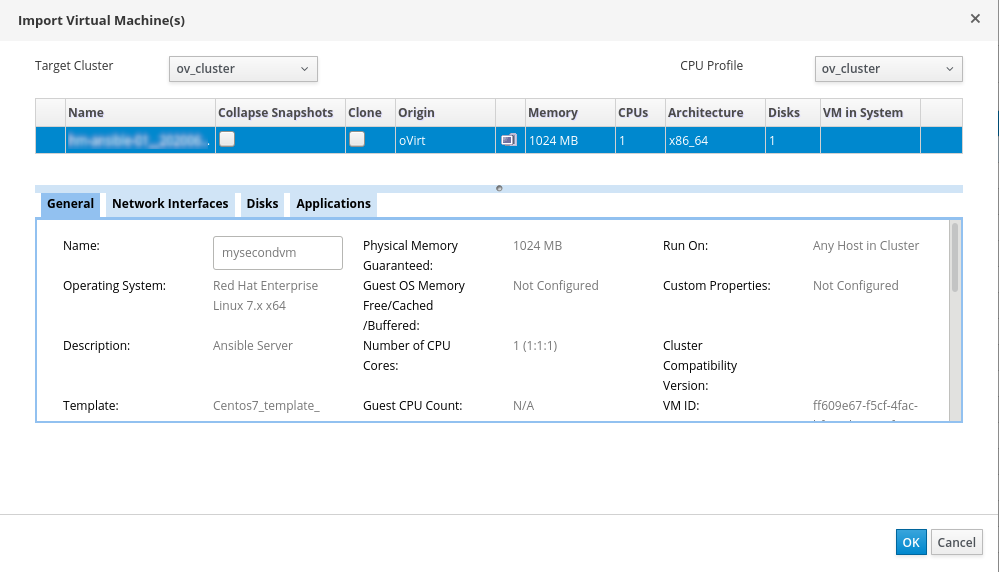 Import Virtual Machine(s)
Target Cluster ov_cluster CPU Profile ov_cluster
Name Collapse Snapshots Clone Origin Memory CPUs Architecture Disks VM in System
oVirt 1024 MB 1 x86_64 1
General Network Interfaces Disks Applications
Name: mysecondvm Physical Memory Guaranteed: 1024 MB Run On: Any Host in Cluster
Operating System: Red Hat Enterprise Linux 7.x x64 Guest OS Memory Free/Cached /Buffered: Not Configured Custom Properties: Not Configured
Description: Ansible Server Number of CPU Cores: 1 (1:1:1) Cluster Compatibility Version:
Template: Centos7_template_ Guest CPU Count: N/A VM ID: ff609e67-f5cf-4fac-
OK Cancel